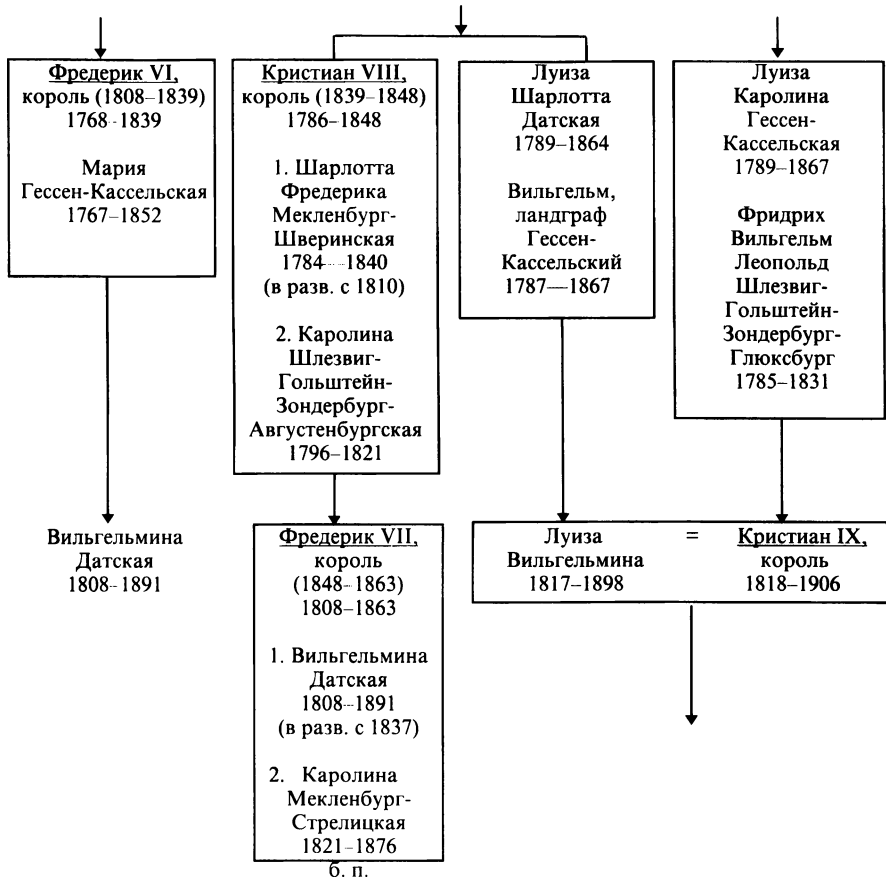 Фредерик VI,
король (1808–1839)
1768–1839
Мария
Гессен-Кассельская
1767–1852
Кристиан VIII,
король (1839–1848)
1786–1848
1. Шарлотта
Фредерика
Мекленбург-
Шверинская
1784–1840
(в разв. с 1810)
2. Каролина
Шлезвиг-
Гольштейн-
Зондербург-
Августенбургская
1796–1821
Луиза
Шарлотта
Датская
1789–1864
Вильгельм,
ландграф
Гессен-
Кассельский
1787—1867
Луиза
Каролина
Гессен-
Кассельская
1789–1867
Фридрих
Вильгельм
Леопольд
Шлезвиг-
Гольштейн-
Зондербург-
Глюксбург
1785–1831
Вильгельмина
Датская
1808–1891
Фредерик VII,
король
(1848–1863)
1808–1863
1. Вильгельмина
Датская
1808–1891
(в разв. с 1837)
2. Каролина
Мекленбург-
Стрелицкая
1821–1876
б. п.
Луиза = Кристиан IX,
Вильгельмина король
1817–1898 1818–1906